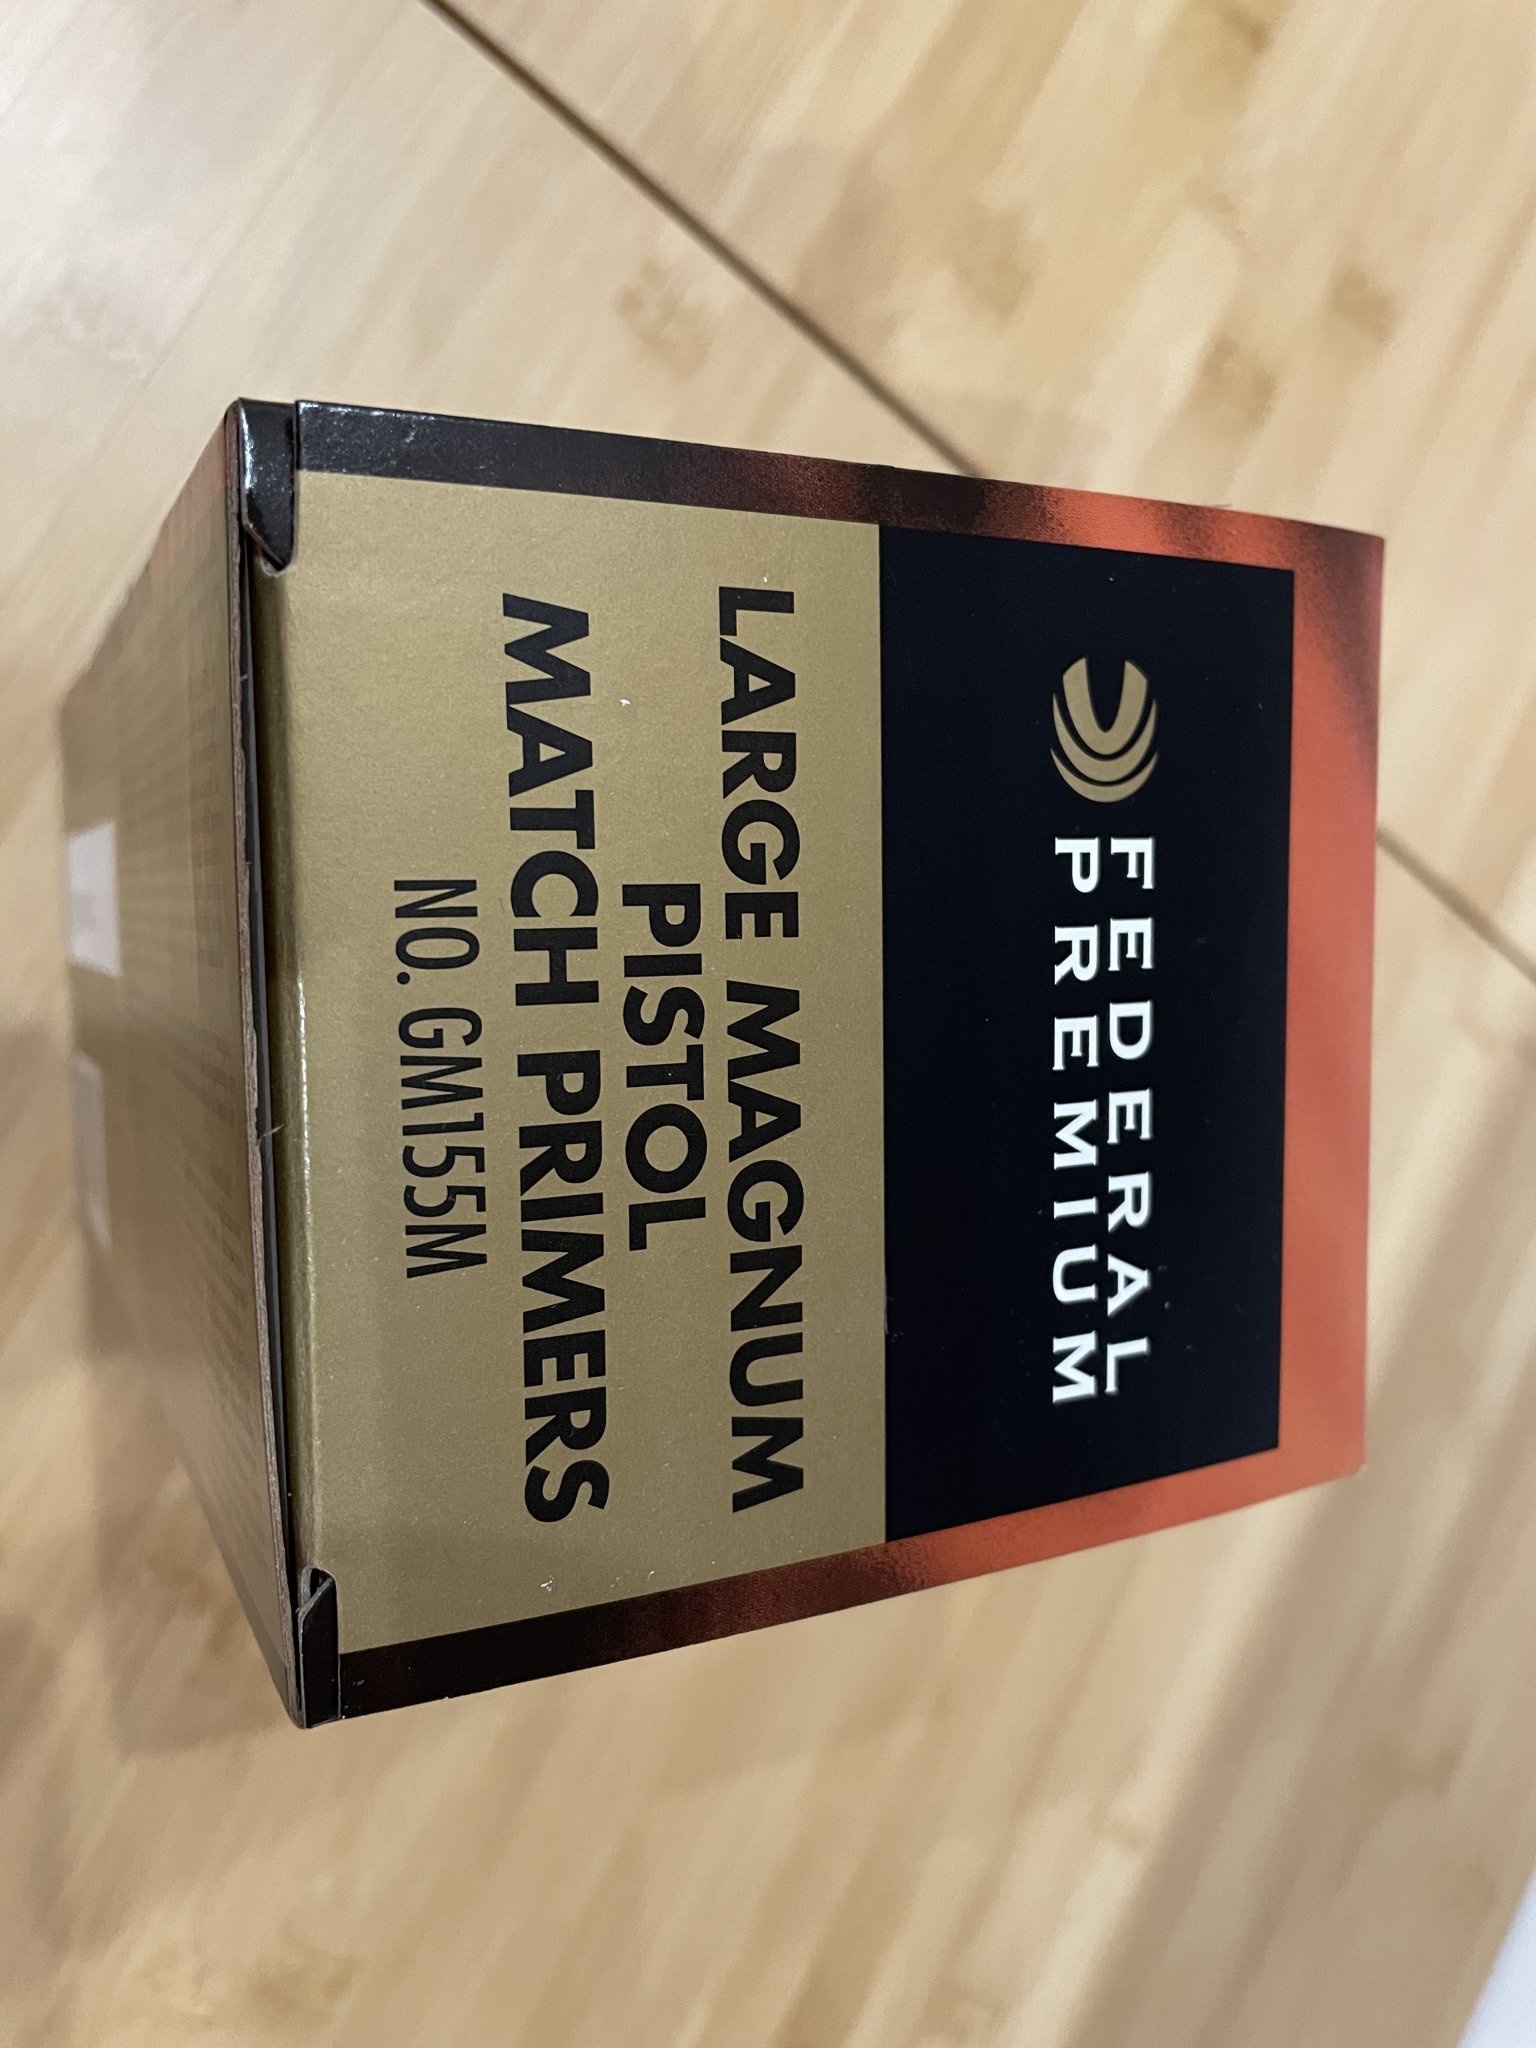 FEDERAL
PREMIUM
LARGE MAGNUM
PISTOL
MATCH PRIMERS
NO. GM155M